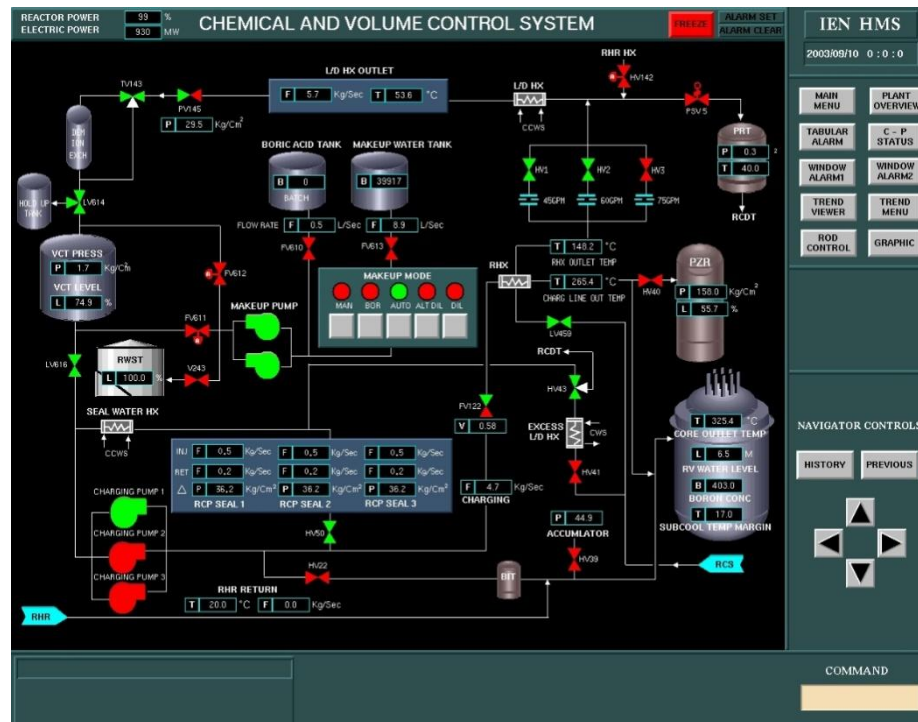 REACTOR POWER 99 %
ELECTRIC POWER 930 MW
CHEMICAL AND VOLUME CONTROL SYSTEM
FREEZE
ALARM SET
ALARM CLEAR
IEN HMS
2003/09/10 0:0:0
MAIN MENU
PLANT OVERVIEW
TABULAR ALARM
C - P STATUS
WINDOW ALARM1
WINDOW ALARM2
TREND VIEWER
TREND MENU
ROD CONTROL
GRAPHIC
NAVIGATOR CONTROLS
HISTORY
PREVIOUS
COMMAND
L/D HX OUTLET
F 5.7 Kg/Sec T 53.6 °C
TV143
PV145
P 29.5 Kg/Cm²
DEM ION EXCH
HOLD UP TANK
LV614
RHR HX
HV142
L/D HX
CCWS
PSV5
PRT
P 0.3 ²
T 40.0
RCDT
BORIC ACID TANK
B 0
BATCH
MAKEUP WATER TANK
B 39917
FLOW RATE F 0.5 L/Sec F 8.9 L/Sec
FV610
FV613
HV1
HV2
HV3
45GPM
60GPM
75GPM
VCT PRESS
P 1.7 Kg/Cm²
VCT LEVEL
L 74.9 %
FV612
MAKEUP PUMP
FV611
MAKEUP MODE
MAN BOR AUTO ALT DIL DIL
T 148.2 °C
RHX OUTLET TEMP
RHX
T 265.4 °C
CHARG LINE OUT TEMP
HV40
PZR
P 158.0 Kg/Cm²
L 55.7 %
LV459
LV616
RWST
L 100.0 %
V243
RCDT
HV43
SEAL WATER HX
CCWS
FV122
V 0.58
EXCESS L/D HX
CWS
HV41
T 325.4 °C
CORE OUTLET TEMP
L 6.5 M
RV WATER LEVEL
B 403.0
BORON CONC
T 17.0
SUBCOOL TEMP MARGIN
INJ F 0.5 Kg/Sec F 0.5 Kg/Sec F 0.5 Kg/Sec
RET F 0.2 Kg/Sec F 0.2 Kg/Sec F 0.2 Kg/Sec
△ P 36.2 Kg/Cm² P 36.2 Kg/Cm² P 36.2 Kg/Cm²
RCP SEAL 1 RCP SEAL 2 RCP SEAL 3
F 4.7 Kg/Sec
CHARGING
CHARGING PUMP 1
CHARGING PUMP 2
CHARGING PUMP 3
HV50
HV22
P 44.9
ACCUMLATOR
HV39
BIT
RCS
RHR RETURN
T 20.0 °C F 0.0 Kg/Sec
RHR